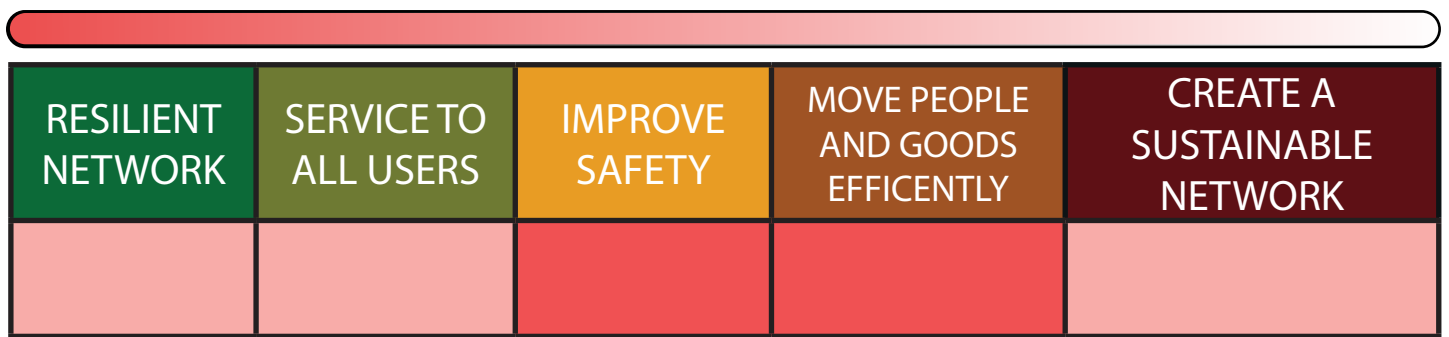 RESILIENT
NETWORK
SERVICE TO
ALL USERS
IMPROVE
SAFETY
MOVE PEOPLE
AND GOODS
EFFICENTLY
CREATE A
SUSTAINABLE
NETWORK